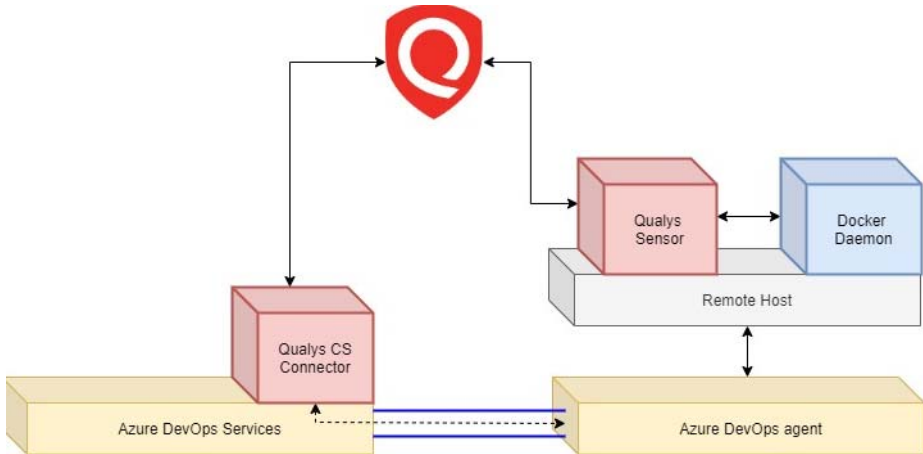 Qualys
Sensor
Docker
Daemon
Remote Host
Qualys CS
Connector
Azure DevOps Services
Azure DevOps agent